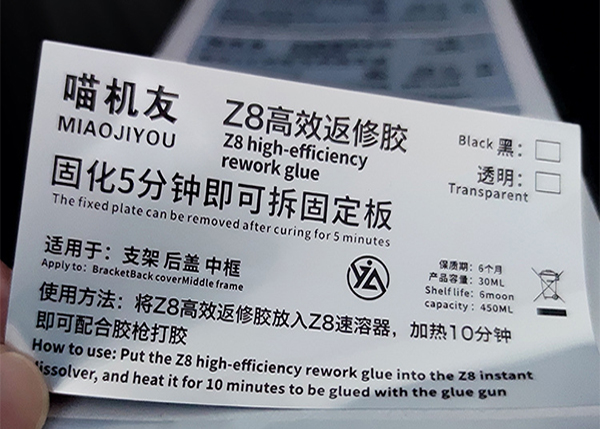 喵机友
MIAOJIYOU
Z8高效返修胶
Z8 high-efficiency
rework glue
Black 黑：
透明：
Transparent
固化5分钟即可拆固定板
The fixed plate can be removed after curing for 5 minutes
适用于：支架 后盖 中框
Apply to: BracketBack coverMiddle frame
保质期：6个月
产品容量：30ML
Shelf life: 6moon
capacity : 450ML
使用方法：将Z8高效返修胶放入Z8速溶器，加热10分钟
即可配合胶枪打胶
How to use: Put the Z8 high-efficiency rework glue into the Z8 instant
dissolver, and heat it for 10 minutes to be glued with the glue gun